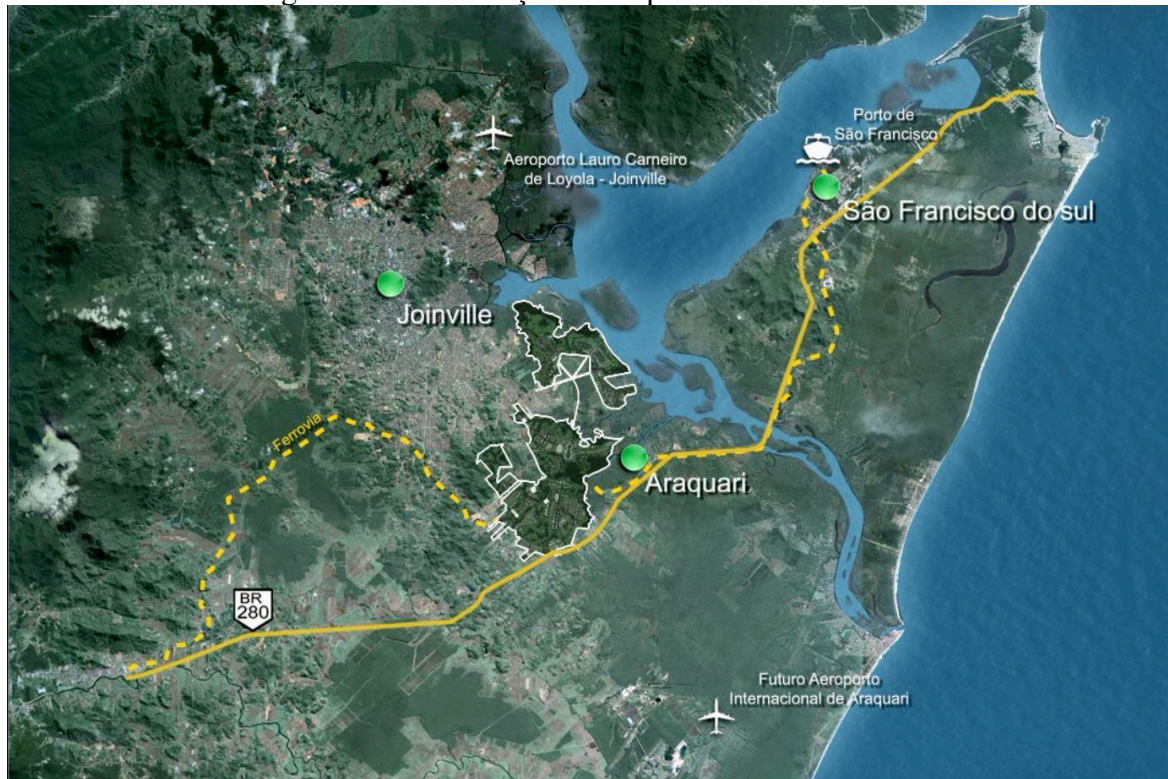 Porto de
São Francisco
Aeroporto Lauro Carneiro
de Loyola - Joinville
São Francisco do sul
Joinville
Ferrovia
Araquari
BR
280
Futuro Aeroporto
Internacional de Araquari